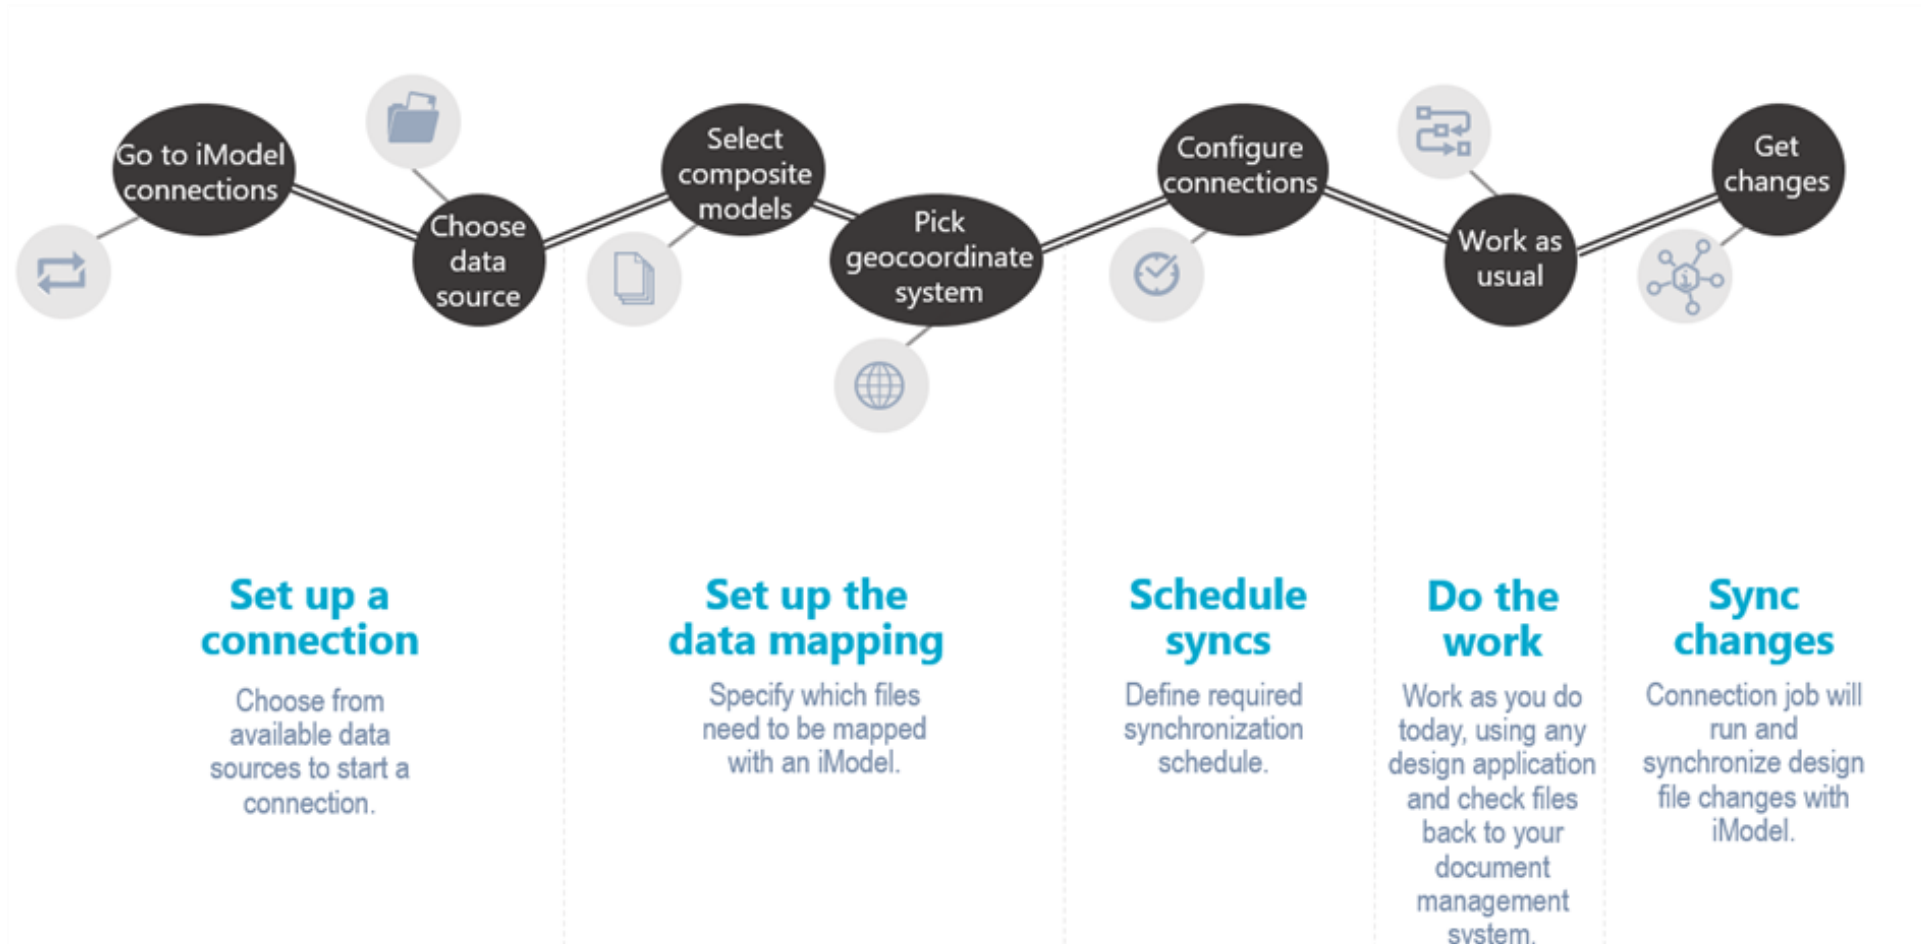 Go to iModel
connections
Choose
data
source
Select
composite
models
Pick
geocoordinate
system
Configure
connections
Work as
usual
Get
changes
Set up a
connection
Choose from
available data
sources to start a
connection.
Set up the
data mapping
Specify which files
need to be mapped
with an iModel.
Schedule
syncs
Define required
synchronization
schedule.
Do the
work
Work as you do
today, using any
design application
and check files
back to your
document
management
system.
Sync
changes
Connection job will
run and
synchronize design
file changes with
iModel.